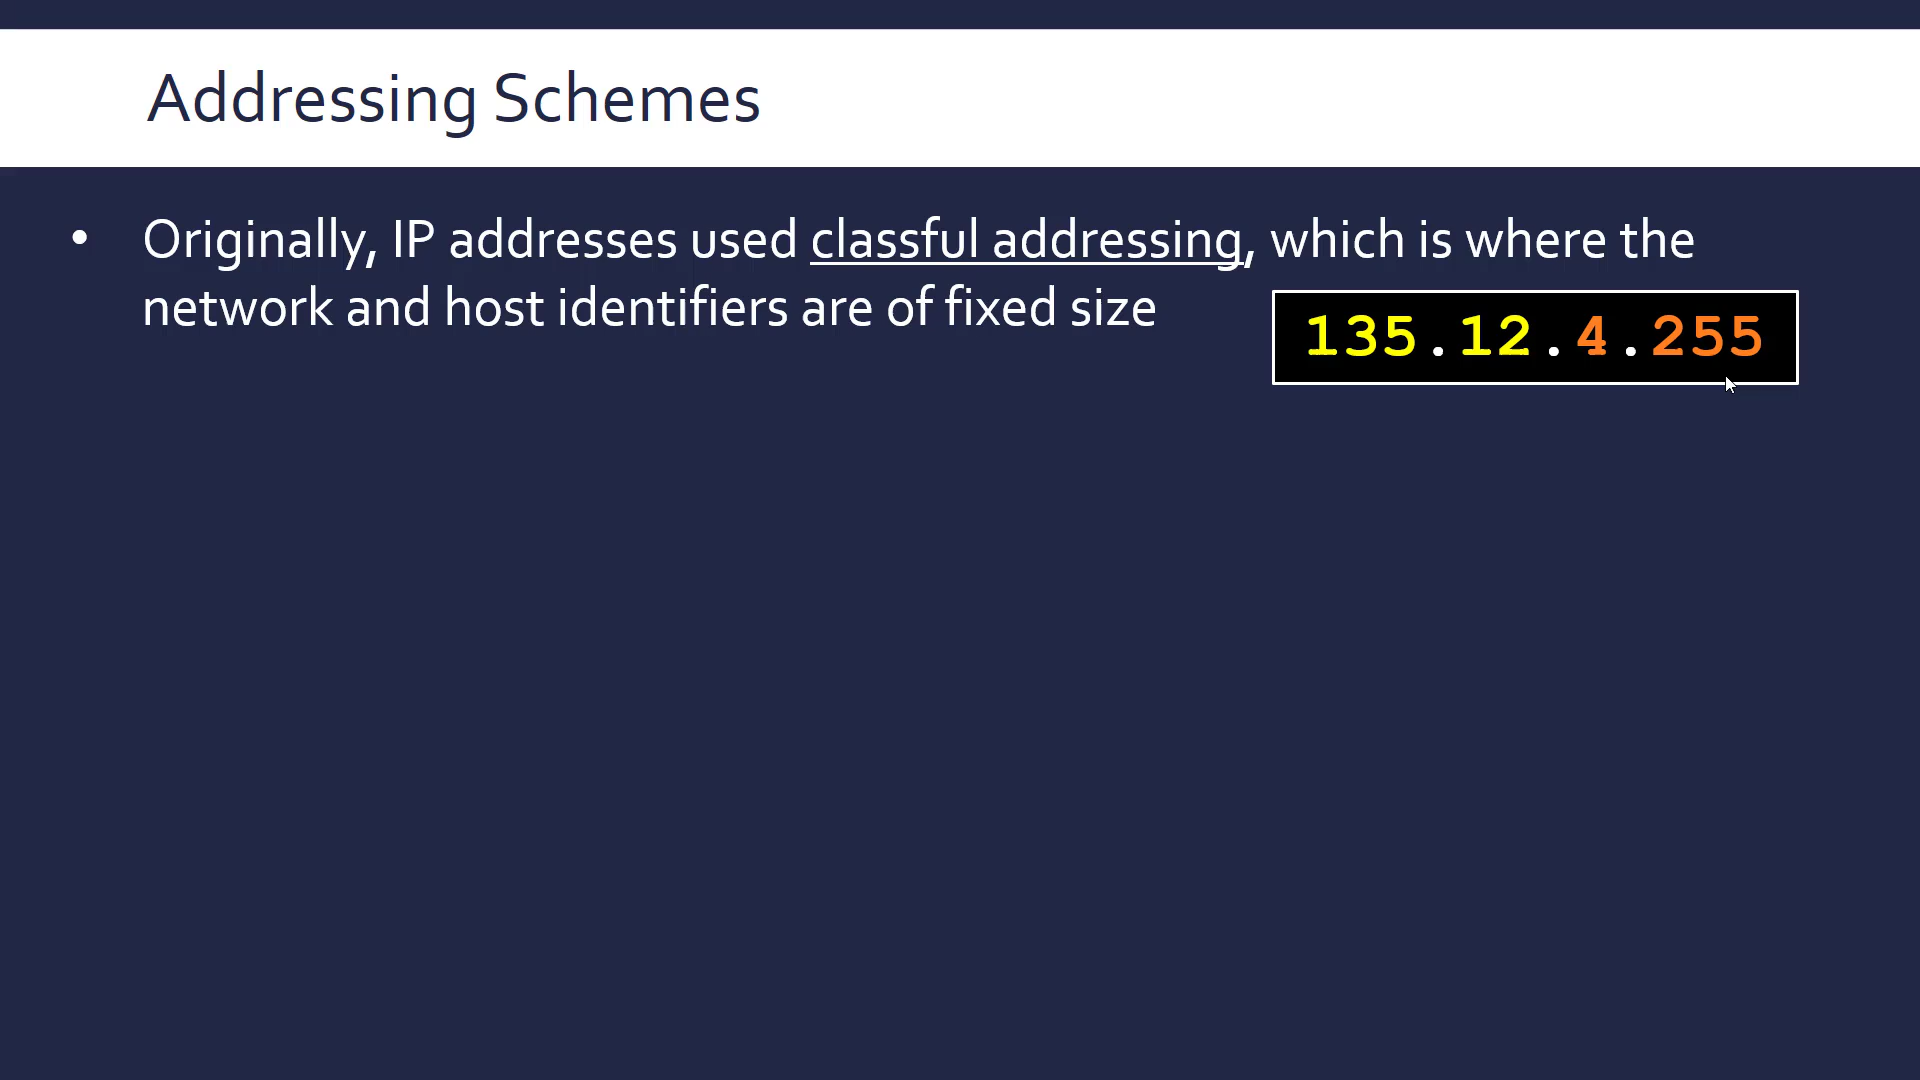 Addressing Schemes
• Originally, IP addresses used classful addressing, which is where the
network and host identifiers are of fixed size
135.12.4.255